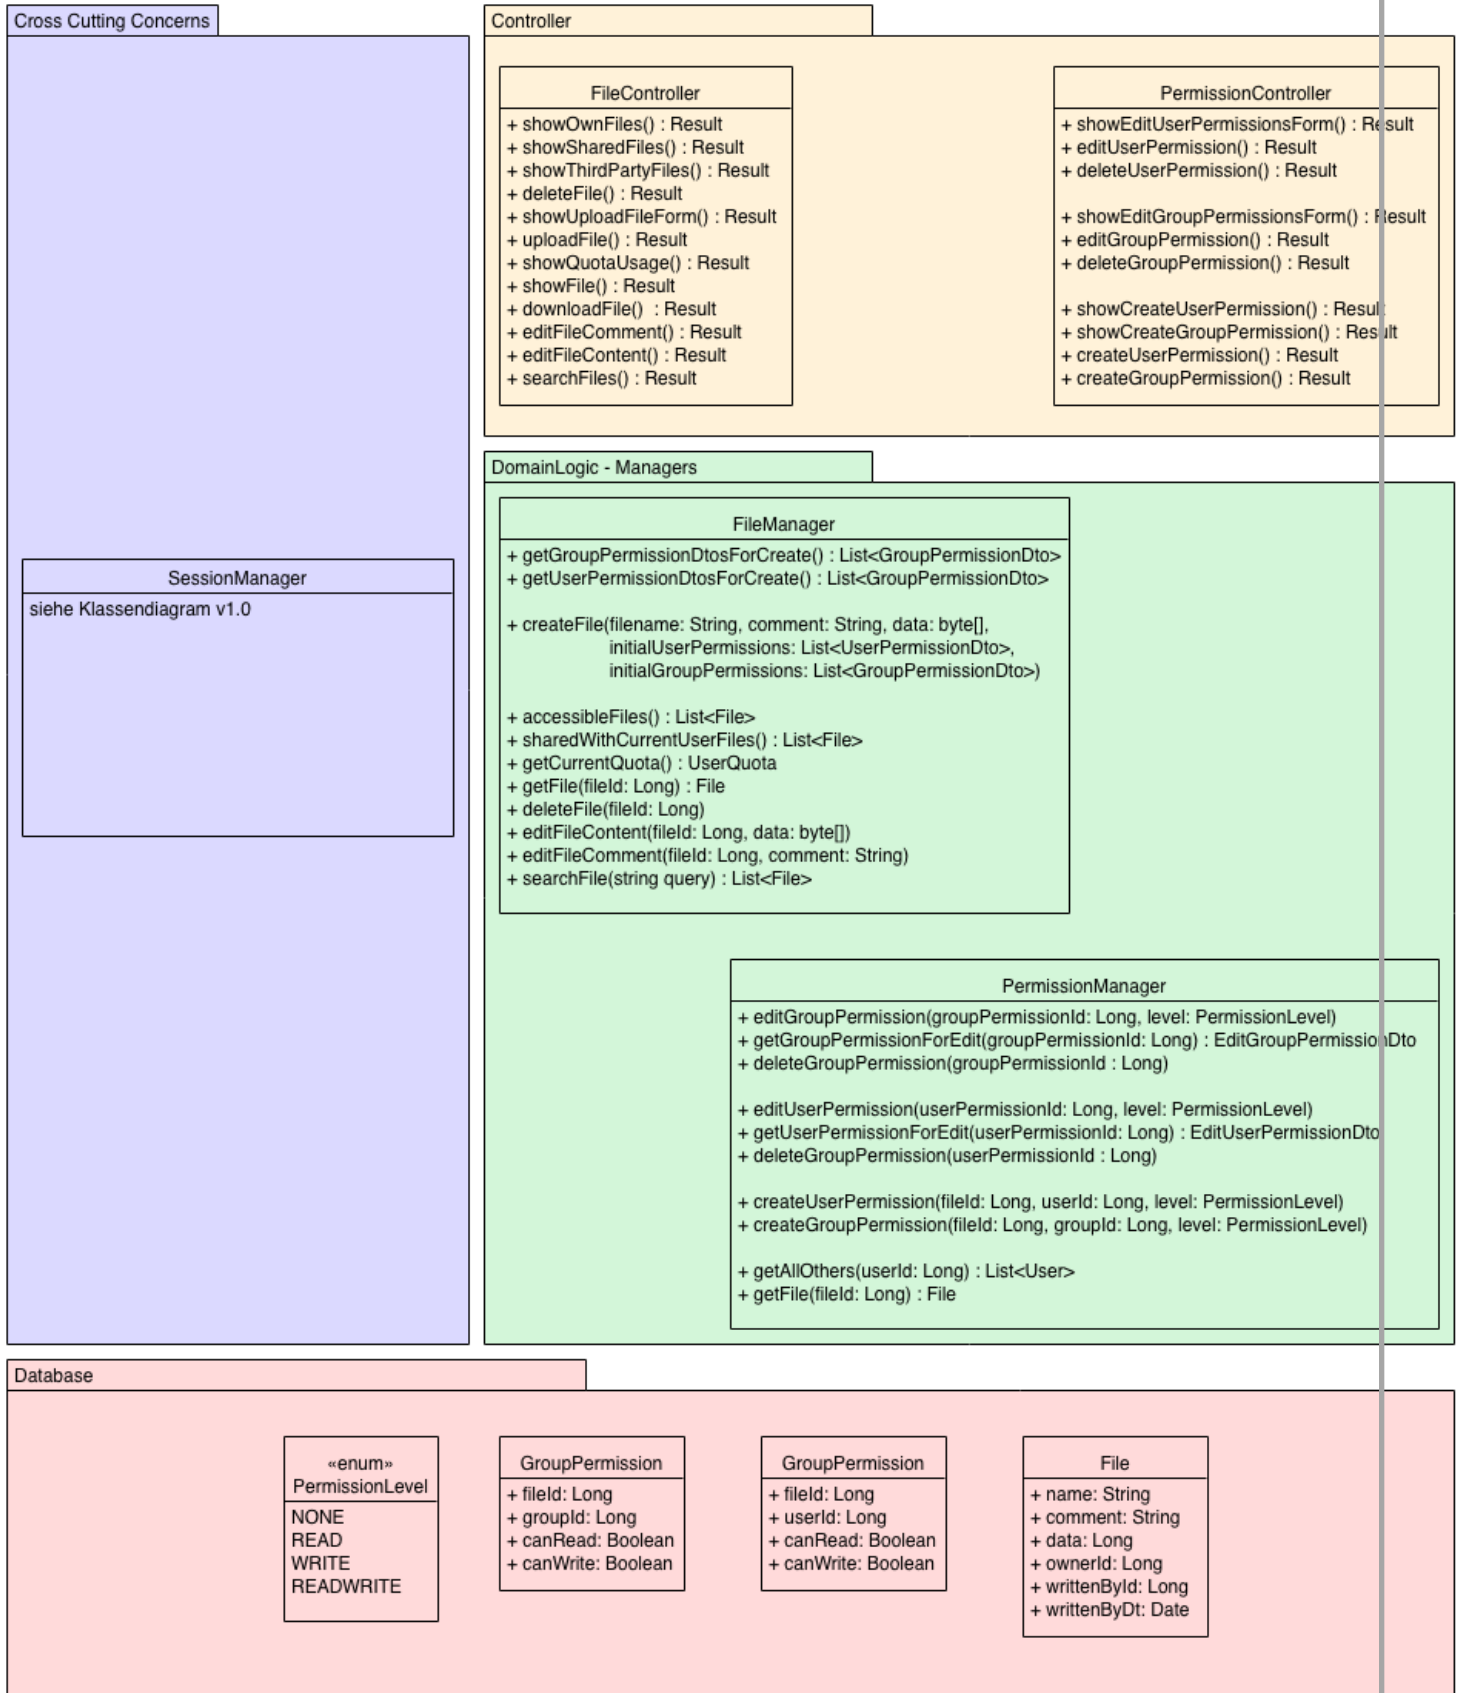 Cross Cutting Concerns
SessionManager
siehe Klassendiagram v1.0
Controller
FileController
+ showOwnFiles() : Result
+ showSharedFiles() : Result
+ showThirdPartyFiles() : Result
+ deleteFile() : Result
+ showUploadFileForm() : Result
+ uploadFile() : Result
+ showQuotaUsage() : Result
+ showFile() : Result
+ downloadFile()  : Result
+ editFileComment() : Result
+ editFileContent() : Result
+ searchFiles() : Result
PermissionController
+ showEditUserPermissionsForm() : Result
+ editUserPermission() : Result
+ deleteUserPermission() : Result
+ showEditGroupPermissionsForm() : Result
+ editGroupPermission() : Result
+ deleteGroupPermission() : Result
+ showCreateUserPermission() : Result
+ showCreateGroupPermission() : Result
+ createUserPermission() : Result
+ createGroupPermission() : Result
DomainLogic - Managers
FileManager
+ getGroupPermissionDtosForCreate() : List<GroupPermissionDto>
+ getUserPermissionDtosForCreate() : List<GroupPermissionDto>
+ createFile(filename: String, comment: String, data: byte[],
initialUserPermissions: List<UserPermissionDto>,
initialGroupPermissions: List<GroupPermissionDto>)
+ accessibleFiles() : List<File>
+ sharedWithCurrentUserFiles() : List<File>
+ getCurrentQuota() : UserQuota
+ getFile(fileId: Long) : File
+ deleteFile(fileId: Long)
+ editFileContent(fileId: Long, data: byte[])
+ editFileComment(fileId: Long, comment: String)
+ searchFile(string query) : List<File>
PermissionManager
+ editGroupPermission(groupPermissionId: Long, level: PermissionLevel)
+ getGroupPermissionForEdit(groupPermissionId: Long) : EditGroupPermissionDto
+ deleteGroupPermission(groupPermissionId : Long)
+ editUserPermission(userPermissionId: Long, level: PermissionLevel)
+ getUserPermissionForEdit(userPermissionId: Long) : EditUserPermissionDto
+ deleteGroupPermission(userPermissionId : Long)
+ createUserPermission(fileId: Long, userId: Long, level: PermissionLevel)
+ createGroupPermission(fileId: Long, groupId: Long, level: PermissionLevel)
+ getAllOthers(userId: Long) : List<User>
+ getFile(fileId: Long) : File
Database
«enum»
PermissionLevel
NONE
READ
WRITE
READWRITE
GroupPermission
+ fileId: Long
+ groupId: Long
+ canRead: Boolean
+ canWrite: Boolean
GroupPermission
+ fileId: Long
+ userId: Long
+ canRead: Boolean
+ canWrite: Boolean
File
+ name: String
+ comment: String
+ data: Long
+ ownerId: Long
+ writtenById: Long
+ writtenByDt: Date